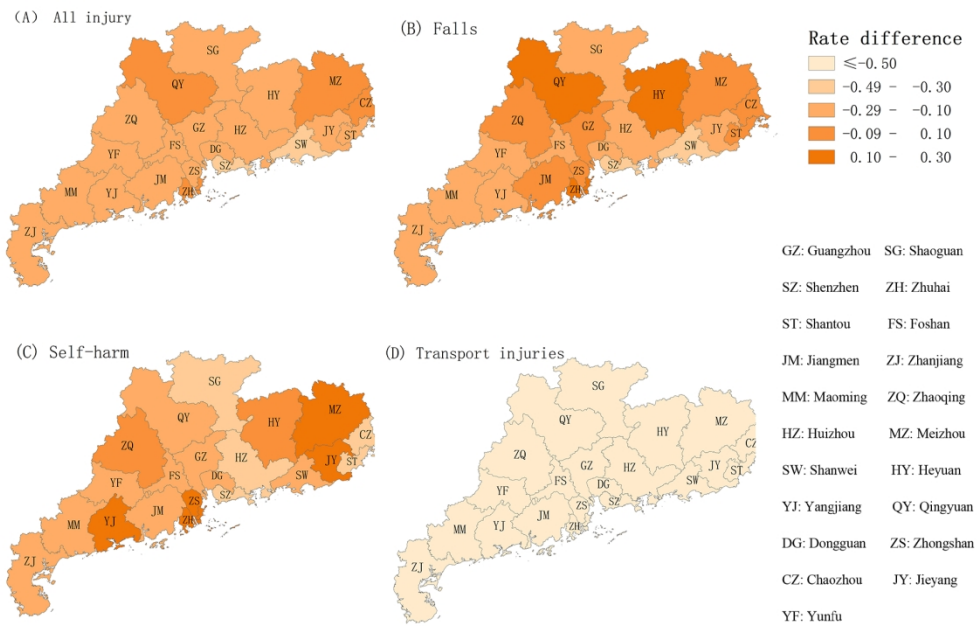 (A) All injury
SG
QY
MZ
HY
CZ
ZQ
GZ
HZ
JY
ST
FS
DG
SW
YF
SZ
ZS
JM
MM
YJ
ZH
ZJ
(B) Falls
SG
QY
HY
MZ
CZ
ZQ
GZ
HZ
JY
ST
FS
DG
SW
YF
SZ
ZS
JM
MM
YJ
ZH
ZJ
Rate difference
≤-0.50
-0.49 - -0.30
-0.29 - -0.10
-0.09 - 0.10
0.10 - 0.30
(C) Self-harm
SG
MZ
QY
HY
CZ
ZQ
GZ
HZ
JY
ST
FS
DG
SW
YF
SZ
ZS
JM
MM
YJ
ZH
ZJ
(D) Transport injuries
SG
QY
MZ
HY
CZ
ZQ
GZ
HZ
JY
ST
FS
DG
SW
YF
SZ
ZS
JM
MM
YJ
ZH
ZJ
GZ: Guangzhou SG: Shaoguan
SZ: Shenzhen ZH: Zhuhai
ST: Shantou FS: Foshan
JM: Jiangmen ZJ: Zhanjiang
MM: Maoming ZQ: Zhaoqing
HZ: Huizhou MZ: Meizhou
SW: Shanwei HY: Heyuan
YJ: Yangjiang QY: Qingyuan
DG: Dongguan ZS: Zhongshan
CZ: Chaozhou JY: Jieyang
YF: Yunfu